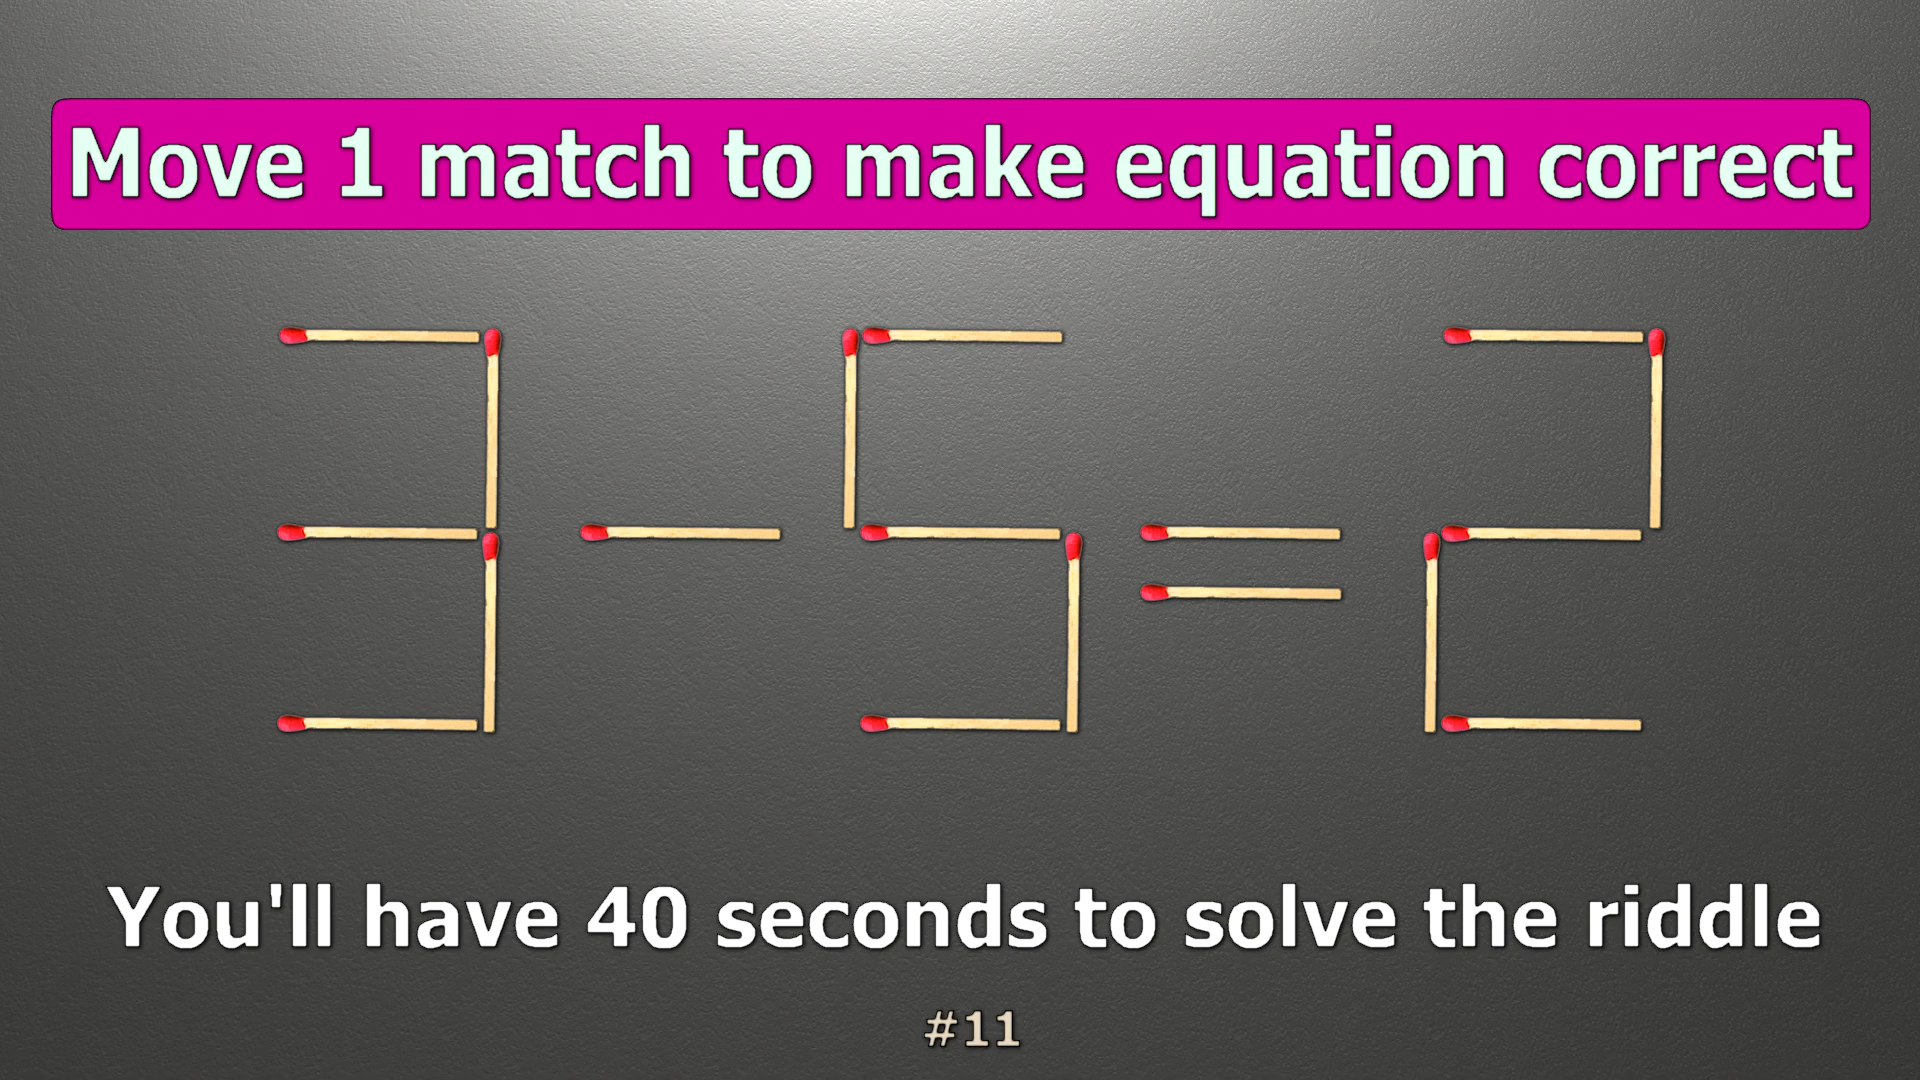 Move 1 match to make equation correct
3 - 5 = 2
You'll have 40 seconds to solve the riddle
#11